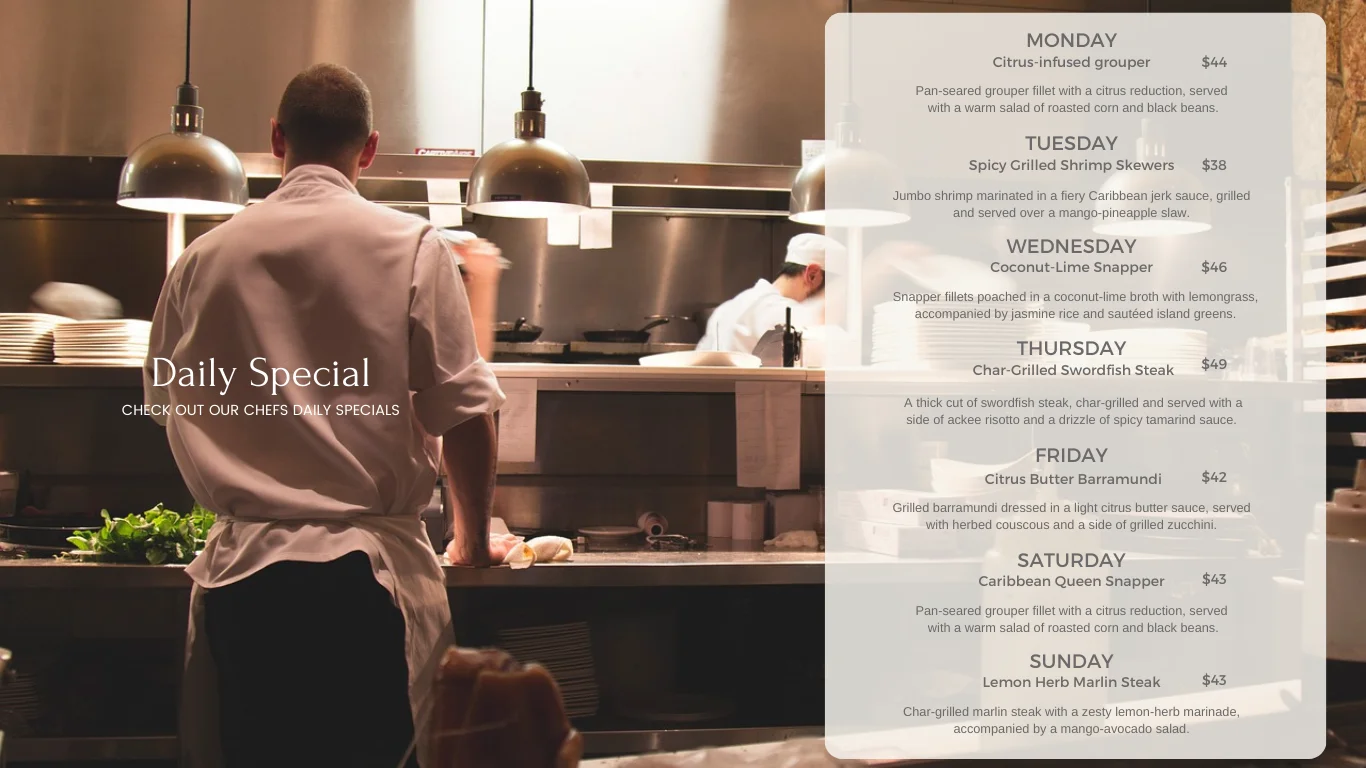 Daily Special
CHECK OUT OUR CHEFS DAILY SPECIALS
MONDAY
Citrus-infused grouper $44
Pan-seared grouper fillet with a citrus reduction, served
with a warm salad of roasted corn and black beans.
TUESDAY
Spicy Grilled Shrimp Skewers $38
Jumbo shrimp marinated in a fiery Caribbean jerk sauce, grilled
and served over a mango-pineapple slaw.
WEDNESDAY
Coconut-Lime Snapper $46
Snapper fillets poached in a coconut-lime broth with lemongrass,
accompanied by jasmine rice and sautéed island greens.
THURSDAY
Char-Grilled Swordfish Steak $49
A thick cut of swordfish steak, char-grilled and served with a
side of ackee risotto and a drizzle of spicy tamarind sauce.
FRIDAY
Citrus Butter Barramundi $42
Grilled barramundi dressed in a light citrus butter sauce, served
with herbed couscous and a side of grilled zucchini.
SATURDAY
Caribbean Queen Snapper $43
Pan-seared grouper fillet with a citrus reduction, served
with a warm salad of roasted corn and black beans.
SUNDAY
Lemon Herb Marlin Steak $43
Char-grilled marlin steak with a zesty lemon-herb marinade,
accompanied by a mango-avocado salad.